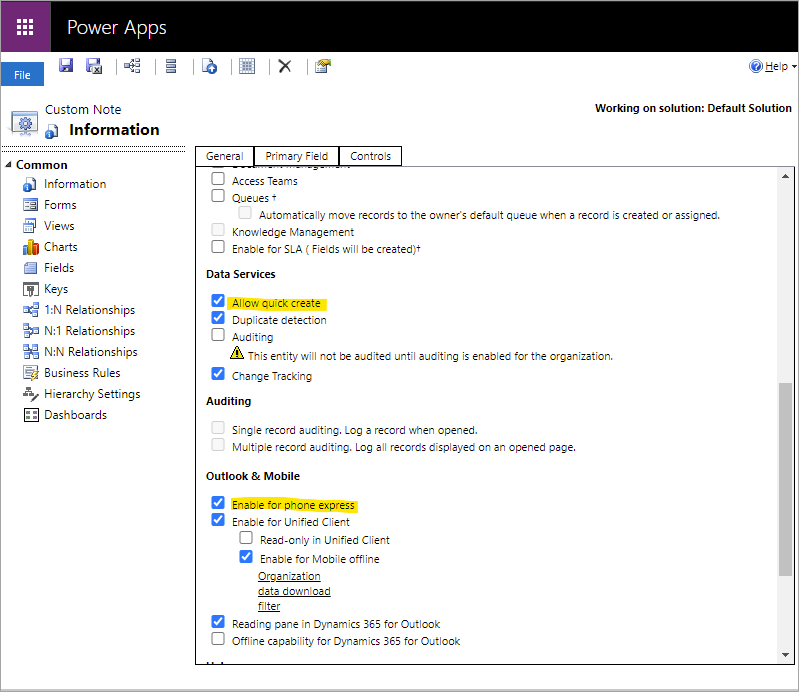 Power Apps
File
Help
Custom Note
Information
Working on solution: Default Solution
Common
Information
Forms
Views
Charts
Fields
Keys
1:N Relationships
N:1 Relationships
N:N Relationships
Business Rules
Hierarchy Settings
Dashboards
General
Primary Field
Controls
Access Teams
Queues †
Automatically move records to the owner's default queue when a record is created or assigned.
Knowledge Management
Enable for SLA ( Fields will be created)†
Data Services
Allow quick create
Duplicate detection
Auditing
This entity will not be audited until auditing is enabled for the organization.
Change Tracking
Auditing
Single record auditing. Log a record when opened.
Multiple record auditing. Log all records displayed on an opened page.
Outlook & Mobile
Enable for phone express
Enable for Unified Client
Read-only in Unified Client
Enable for Mobile offline
Organization
data download
filter
Reading pane in Dynamics 365 for Outlook
Offline capability for Dynamics 365 for Outlook